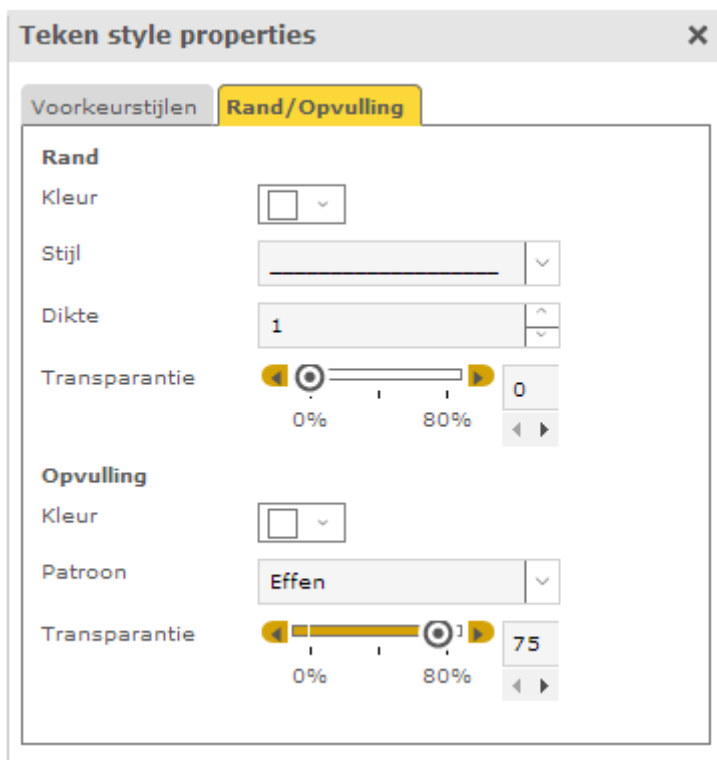 Teken style properties
Voorkeurstijlen Rand/Opvulling
Rand
Kleur
Stijl
Dikte 1
Transparantie 0
0% 80%
Opvulling
Kleur
Patroon Effen
Transparantie 75
0% 80%